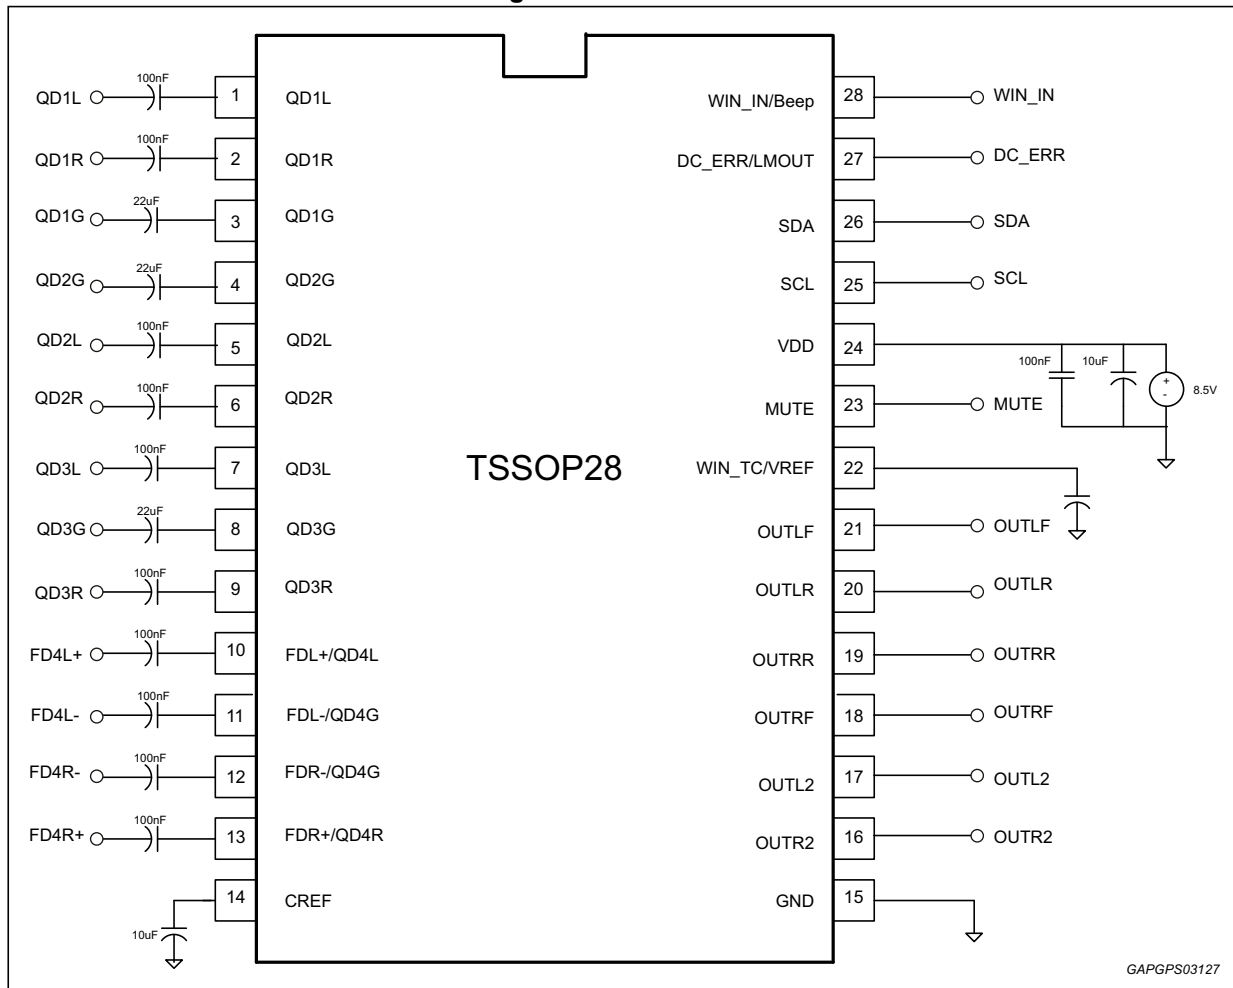 QD1L 100nF 1 QD1L WIN_IN/Beep 28 WIN_IN
QD1R 100nF 2 QD1R DC_ERR/LMOUT 27 DC_ERR
QD1G 22uF 3 QD1G SDA 26 SDA
QD2G 22uF 4 QD2G SCL 25 SCL
QD2L 100nF 5 QD2L VDD 24 100nF 10uF + - 8.5V
QD2R 100nF 6 QD2R MUTE 23 MUTE
QD3L 100nF 7 QD3L TSSOP28 WIN_TC/VREF 22
QD3G 22uF 8 QD3G OUTLF 21 OUTLF
QD3R 100nF 9 QD3R OUTLR 20 OUTLR
FD4L+ 100nF 10 FDL+/QD4L OUTRR 19 OUTRR
FD4L- 100nF 11 FDL-/QD4G OUTRF 18 OUTRF
FD4R- 100nF 12 FDR-/QD4G OUTL2 17 OUTL2
FD4R+ 100nF 13 FDR+/QD4R OUTR2 16 OUTR2
10uF 14 CREF GND 15
GAPGPS03127